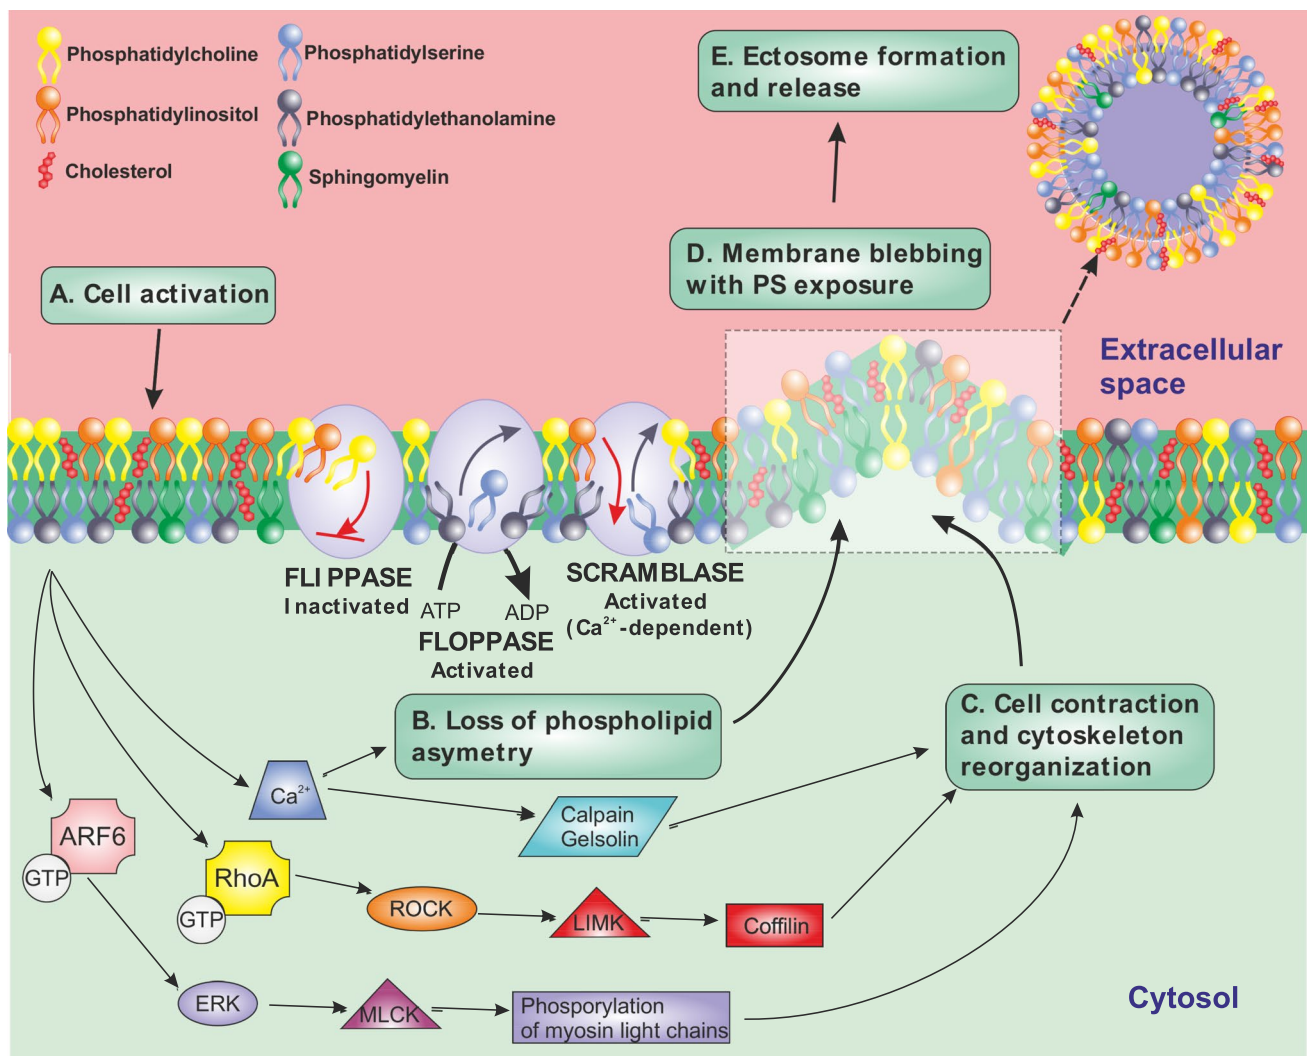 Phosphatidylcholine
Phosphatidylserine
Phosphatidylinositol
Phosphatidylethanolamine
Cholesterol
Sphingomyelin
E. Ectosome formation
and release
D. Membrane blebbing
with PS exposure
A. Cell activation
Extracellular
space
FLIPPASE
Inactivated
ATP
ADP
FLOPPASE
Activated
SCRAMBLASE
Activated
(Ca²⁺-dependent)
B. Loss of phospholipid
asymetry
C. Cell contraction
and cytoskeleton
reorganization
Ca²⁺
Calpain
Gelsolin
ARF6
GTP
RhoA
GTP
ROCK
LIMK
Coffilin
ERK
MLCK
Phosporylation
of myosin light chains
Cytosol